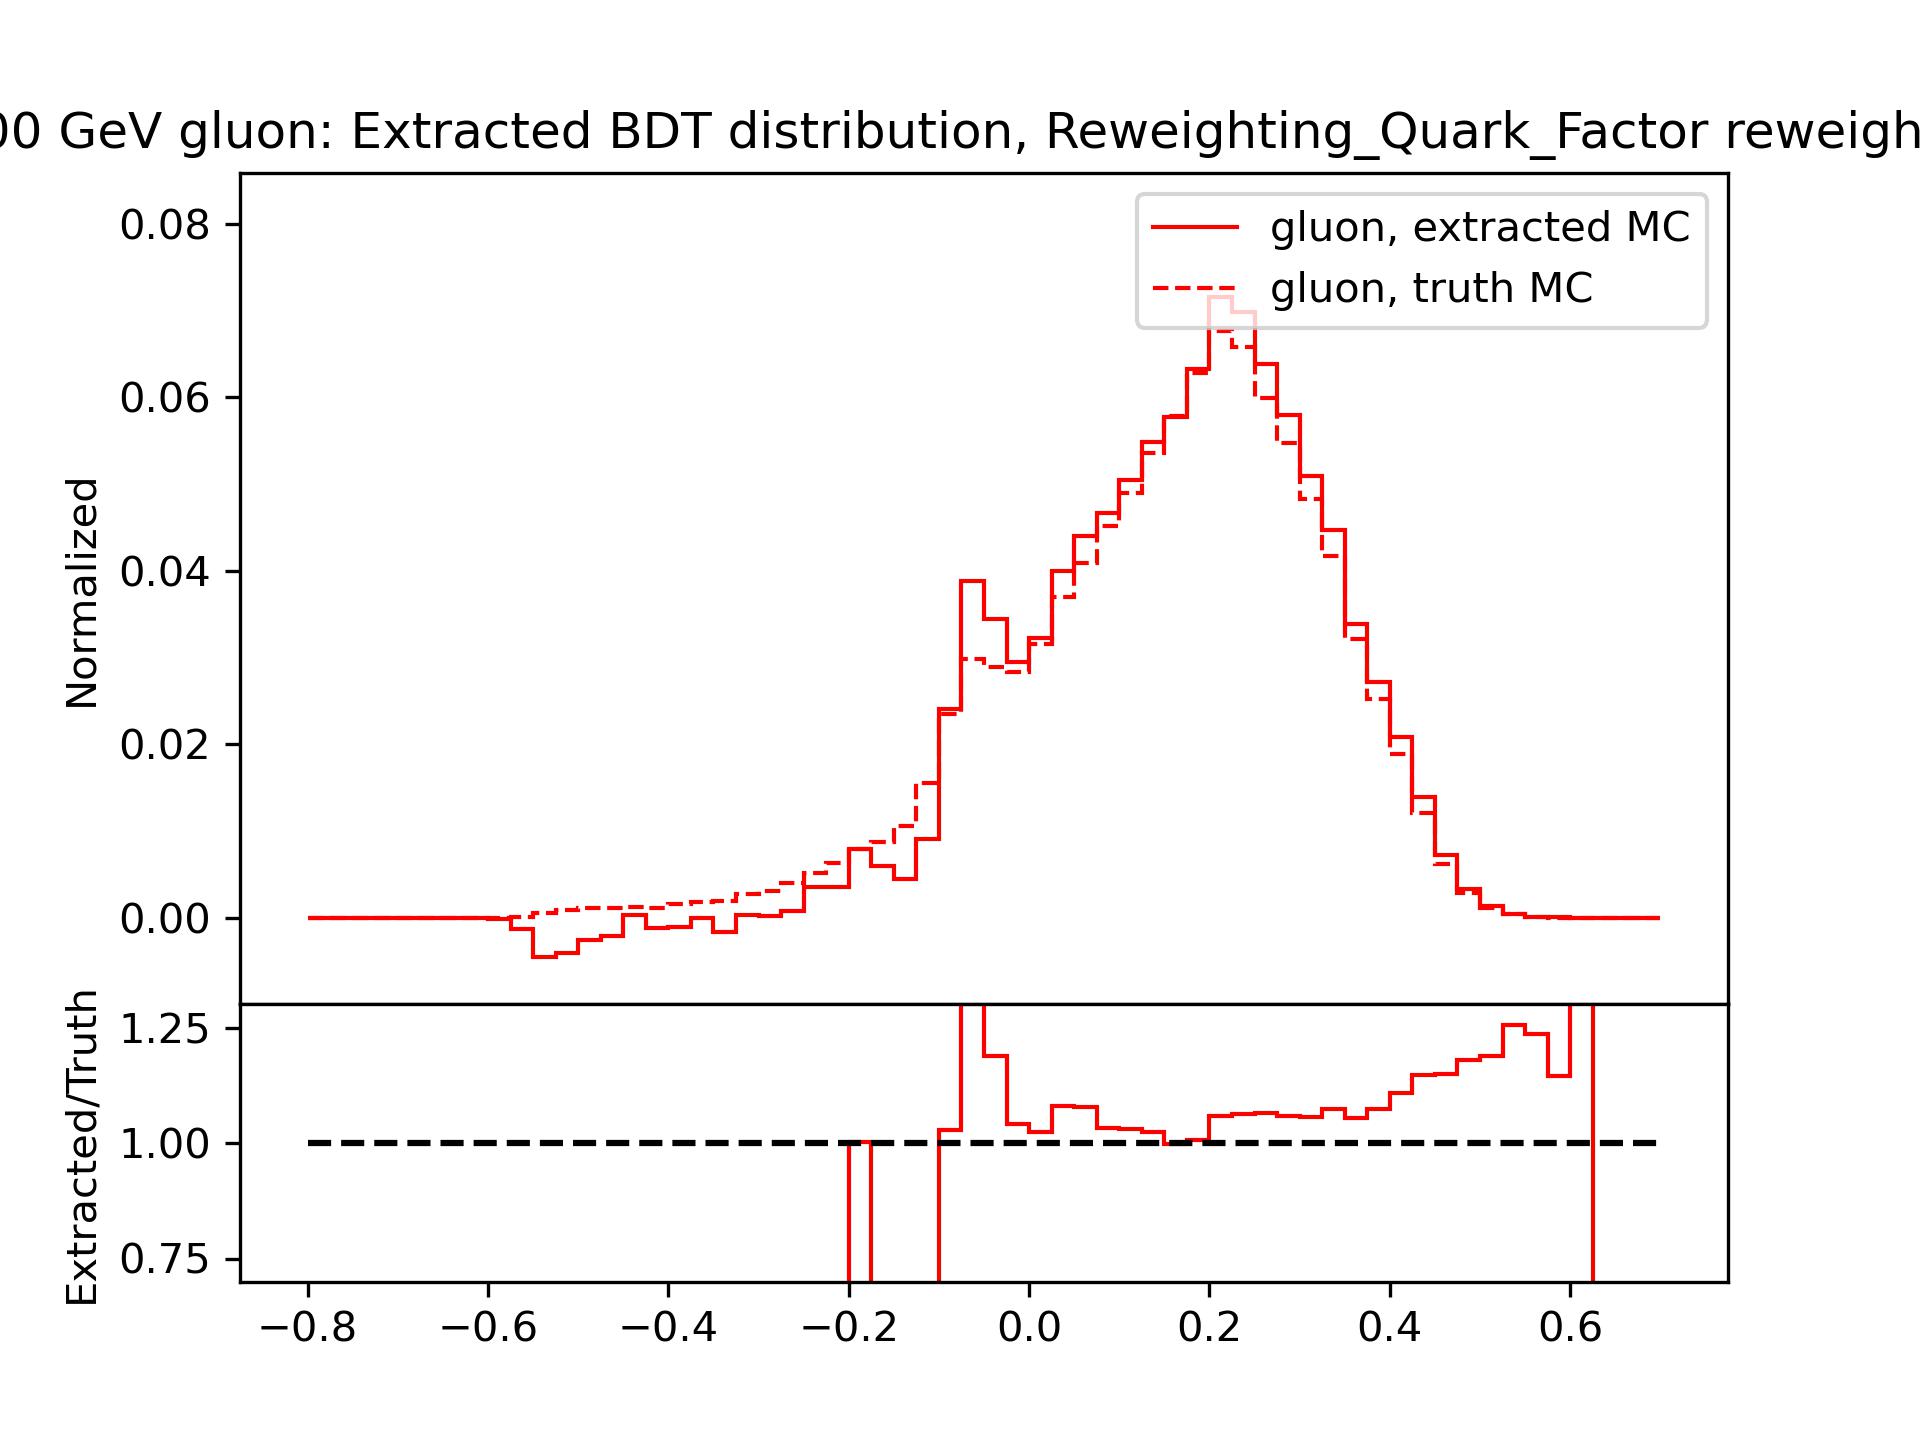 00 GeV gluon: Extracted BDT distribution, Reweighting_Quark_Factor reweigh
gluon, extracted MC
gluon, truth MC
Normalized
0.08
0.06
0.04
0.02
0.00
Extracted/Truth
1.25
1.00
0.75
−0.8 −0.6 −0.4 −0.2 0.0 0.2 0.4 0.6